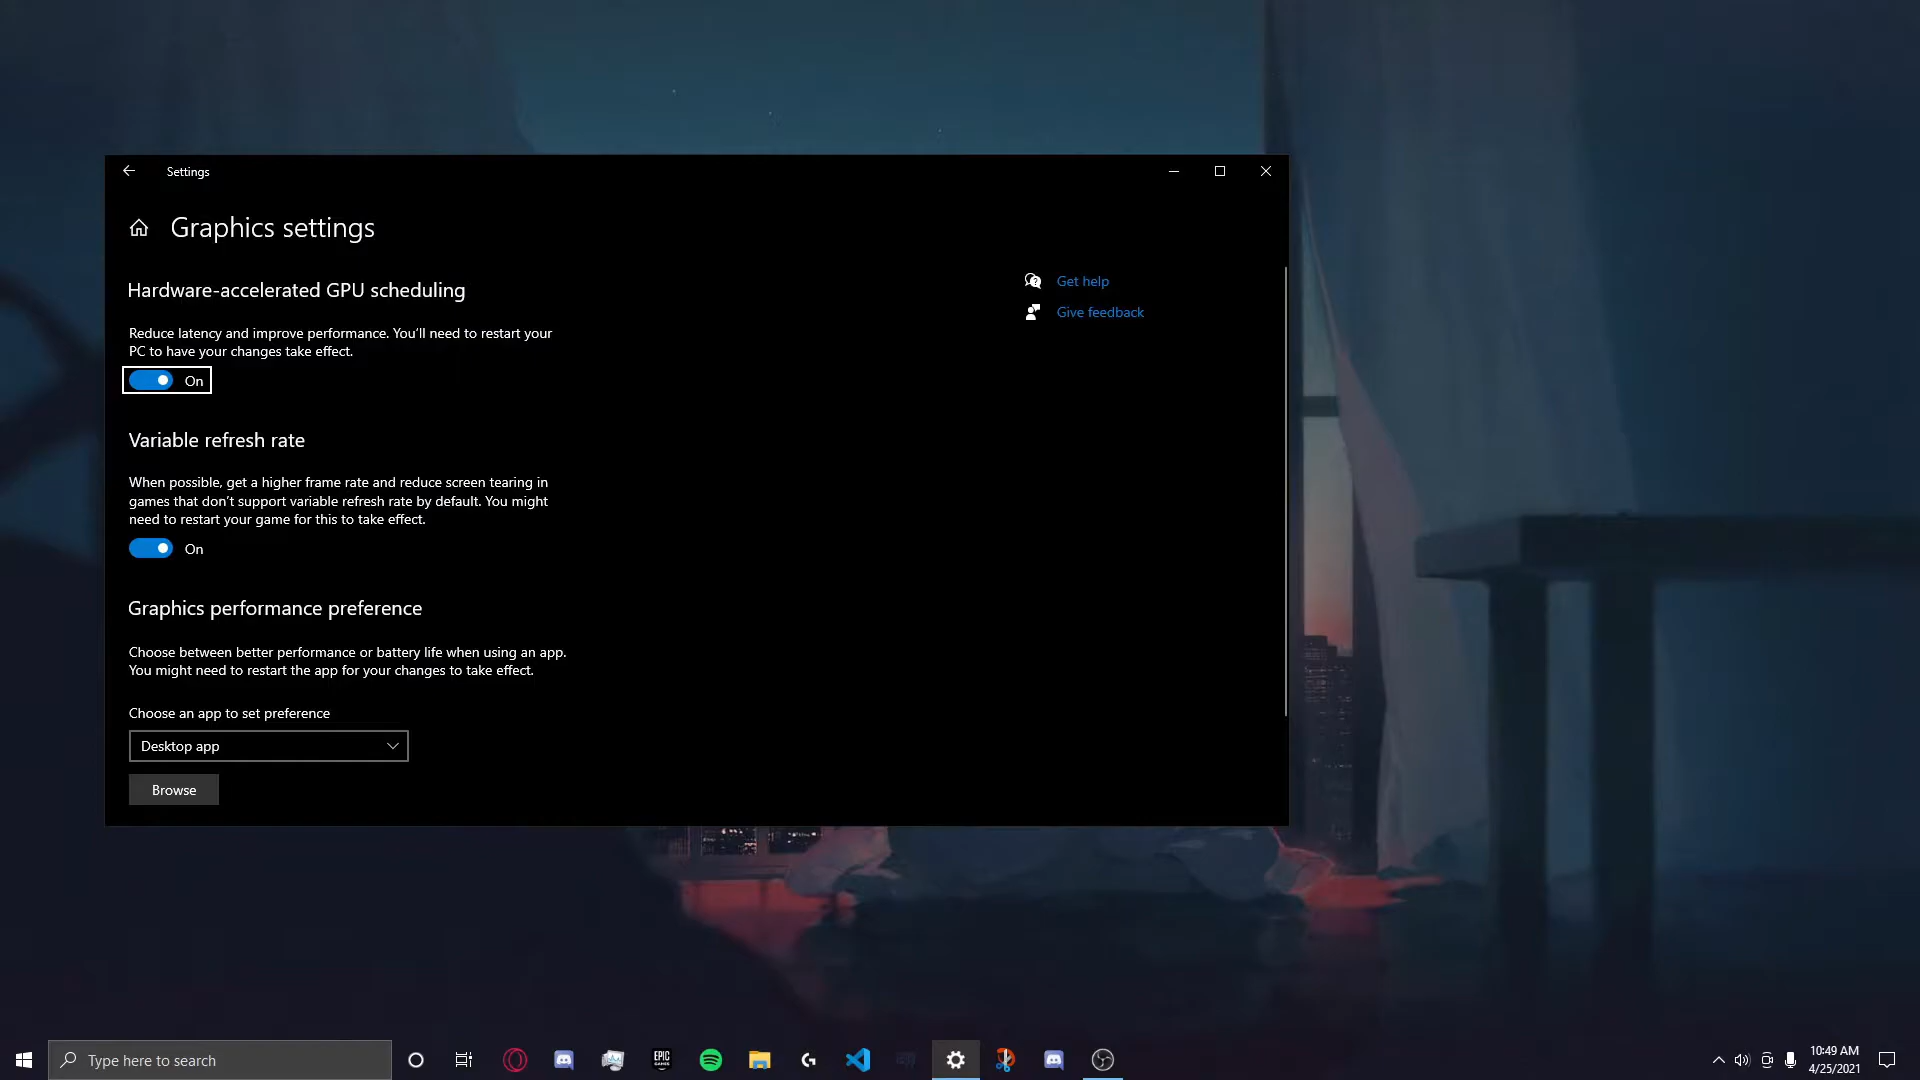 Settings
Graphics settings
Hardware-accelerated GPU scheduling
Reduce latency and improve performance. You'll need to restart your
PC to have your changes take effect.
On
Variable refresh rate
When possible, get a higher frame rate and reduce screen tearing in
games that don't support variable refresh rate by default. You might
need to restart your game for this to take effect.
On
Graphics performance preference
Choose between better performance or battery life when using an app.
You might need to restart the app for your changes to take effect.
Choose an app to set preference
Desktop app
Browse
Get help
Give feedback
Type here to search
EPIC
GAMES
10:49 AM
4/25/2021